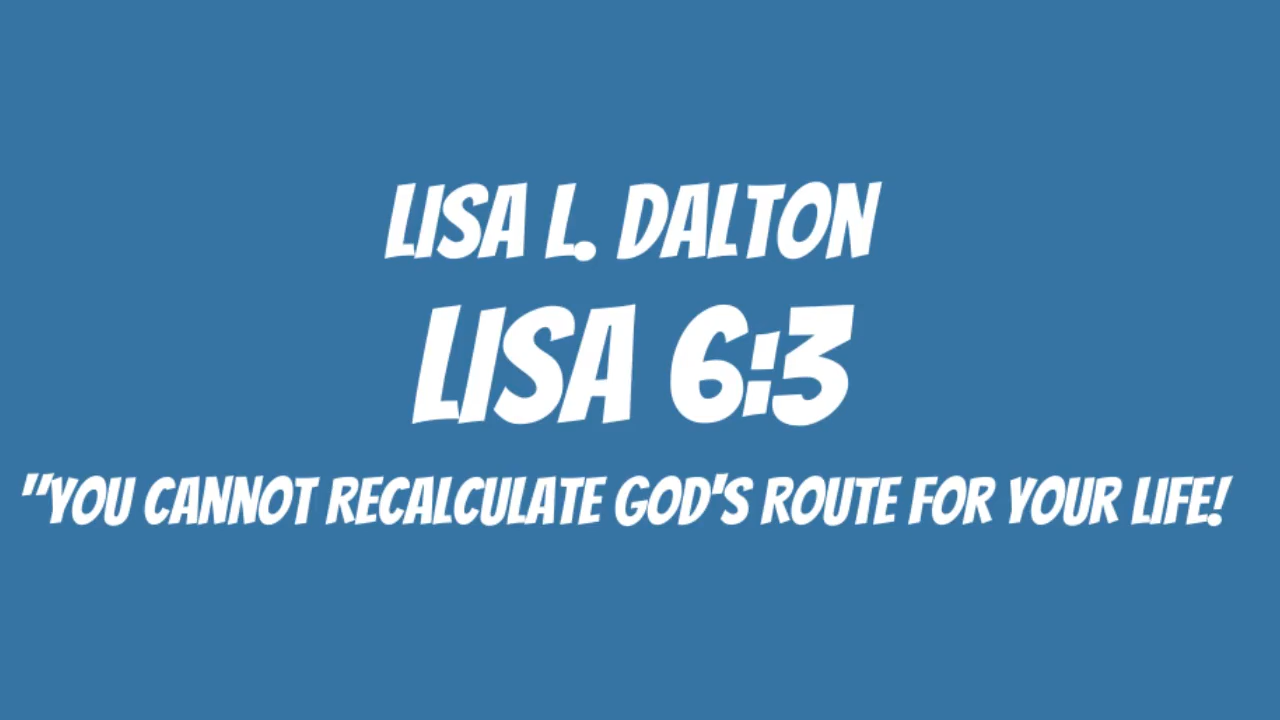 LISA L. DALTON
LISA 6:3
"YOU CANNOT RECALCULATE GOD'S ROUTE FOR YOUR LIFE!